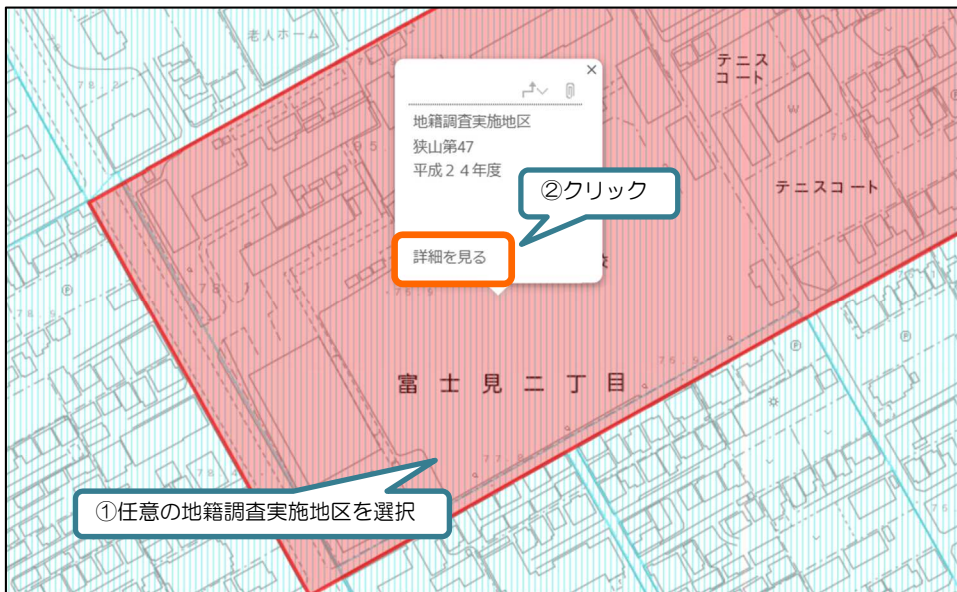 老人ホーム
テニス
コート
テニスコート
地籍調査実施地区
狭山第47
平成２４年度
②クリック
詳細を見る
富士見二丁目
①任意の地籍調査実施地区を選択